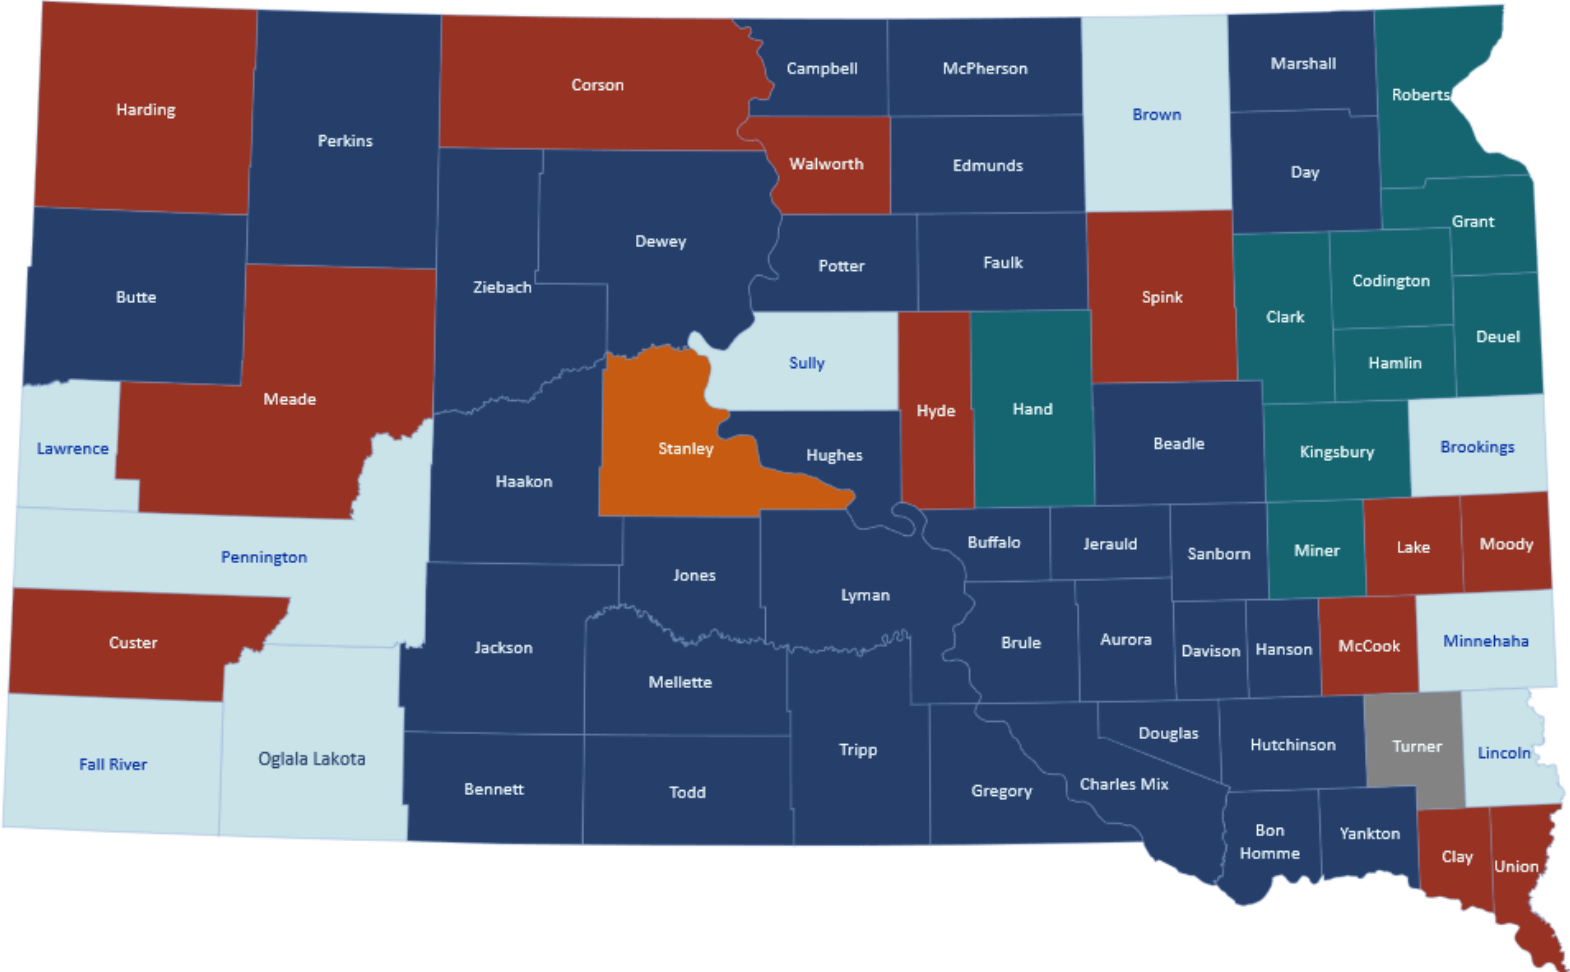 Harding
Perkins
Corson
Campbell
McPherson
Brown
Marshall
Roberts
Walworth
Edmunds
Day
Grant
Butte
Ziebach
Dewey
Potter
Faulk
Spink
Clark
Codington
Deuel
Hamlin
Meade
Sully
Hyde
Hand
Lawrence
Haakon
Stanley
Hughes
Beadle
Kingsbury
Brookings
Pennington
Jones
Lyman
Buffalo
Jerauld
Sanborn
Miner
Lake
Moody
Custer
Jackson
Mellette
Brule
Aurora
Davison
Hanson
McCook
Minnehaha
Fall River
Oglala Lakota
Bennett
Todd
Tripp
Gregory
Charles Mix
Douglas
Hutchinson
Turner
Lincoln
Bon
Homme
Yankton
Clay
Union